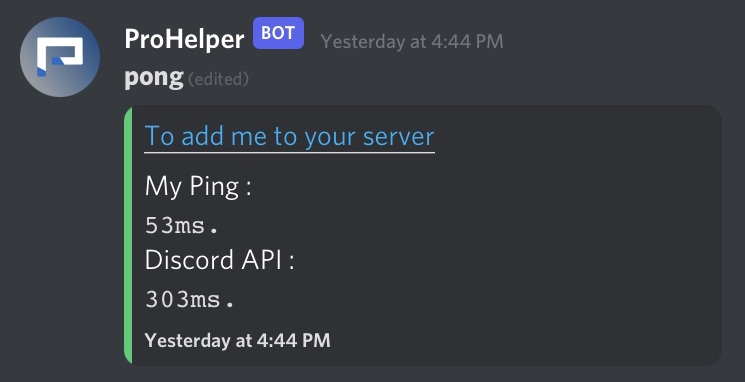 ProHelper BOT Yesterday at 4:44 PM
pong (edited)
To add me to your server
My Ping :
53ms.
Discord API :
303ms.
Yesterday at 4:44 PM